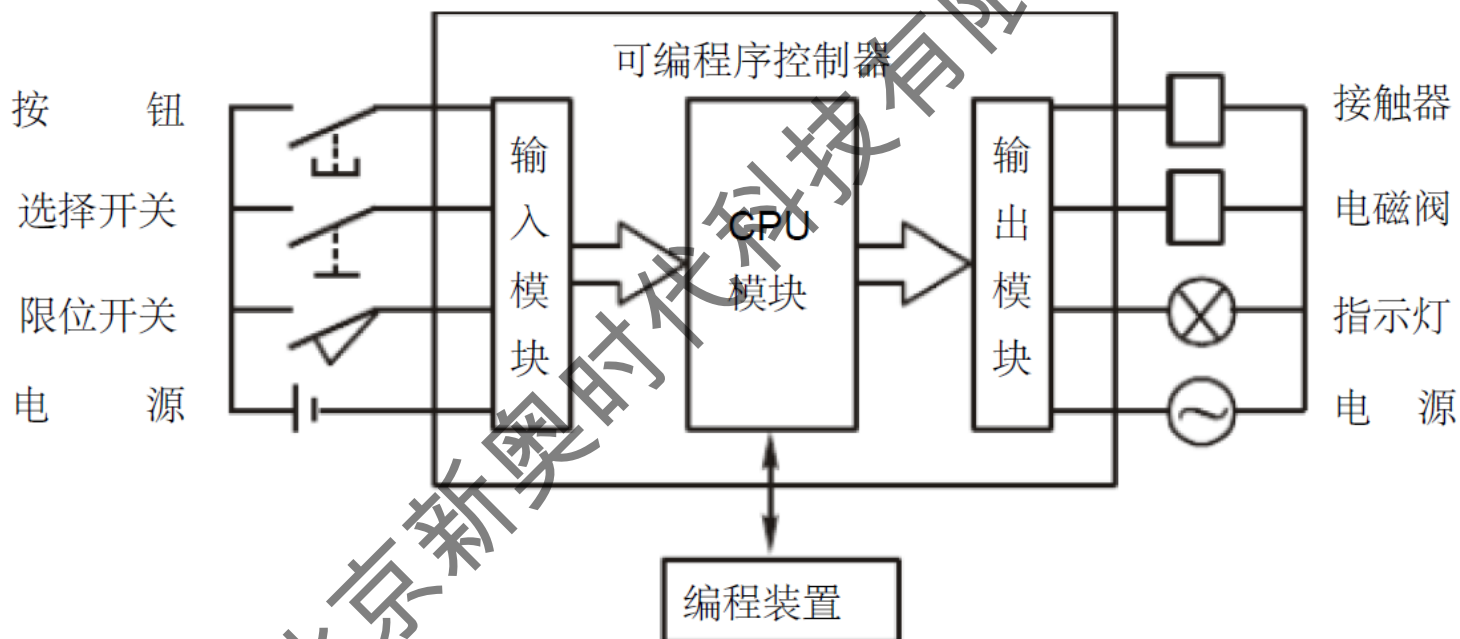 可编程序控制器
按 钮
选择开关
限位开关
电 源
输入模块
CPU
模块
输出模块
接触器
电磁阀
指示灯
电 源
编程装置
北京新奥时代科技有限